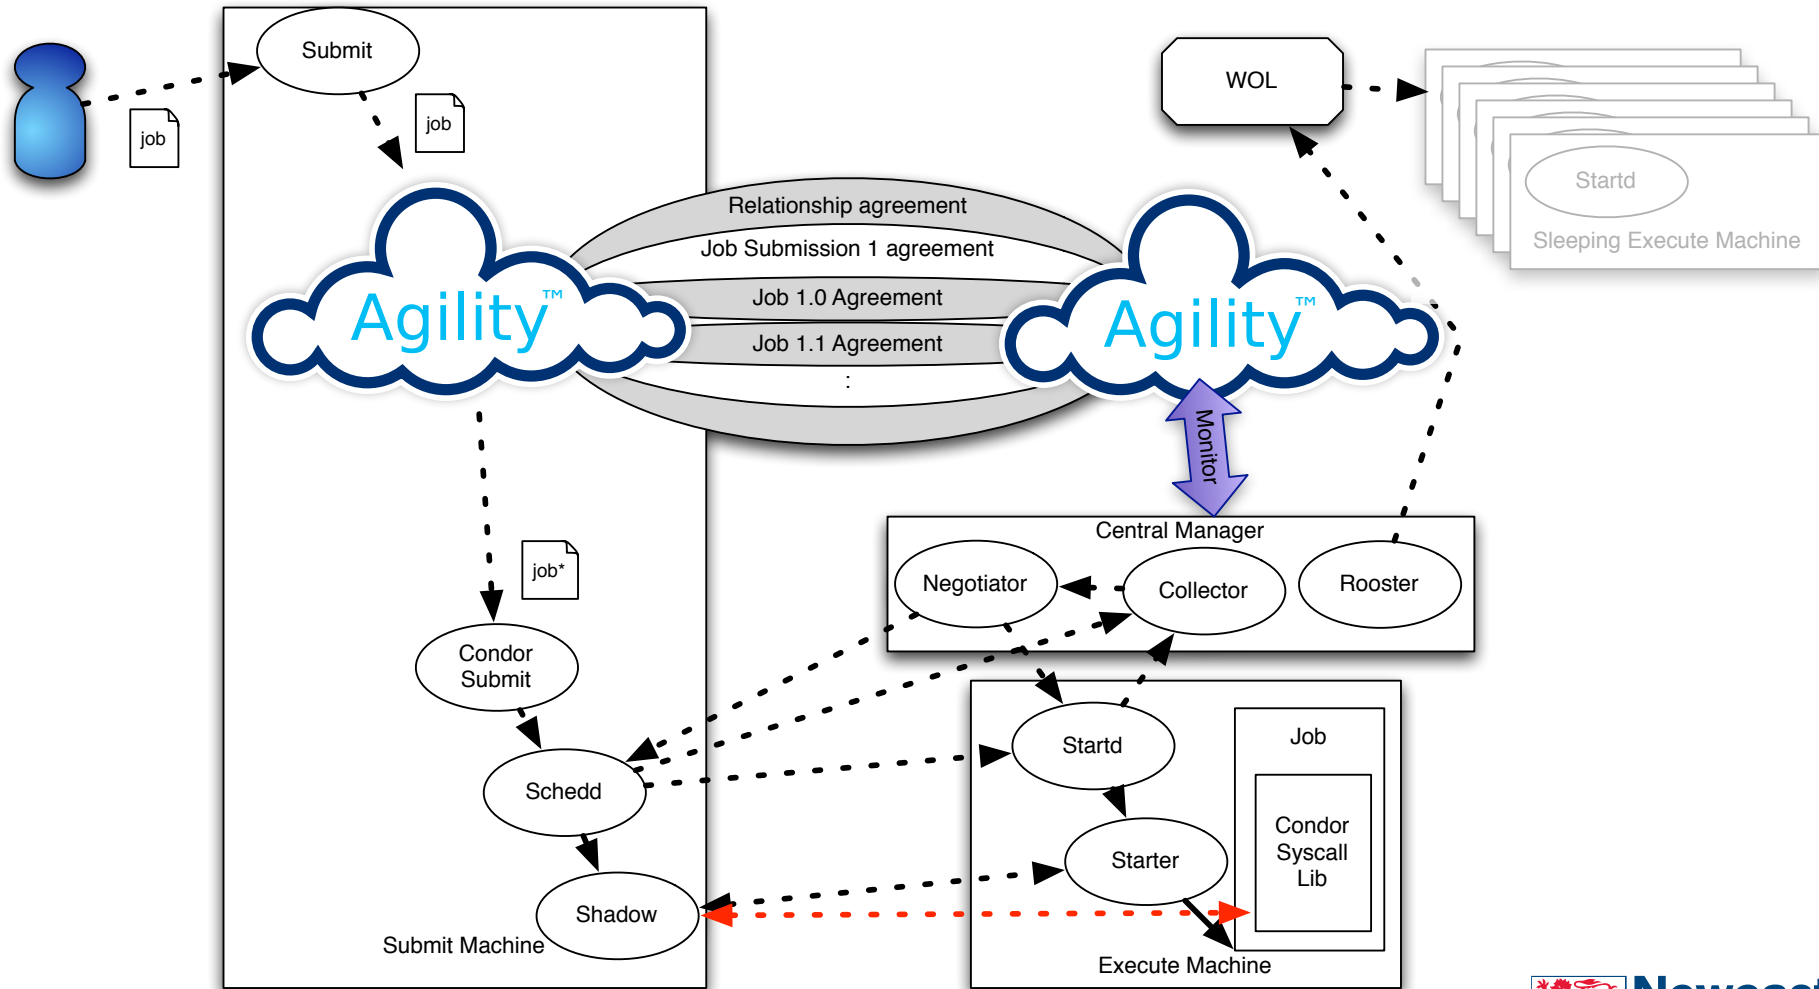 Submit
job
job
WOL
Startd
Sleeping Execute Machine
Relationship agreement
Job Submission 1 agreement
Job 1.0 Agreement
Job 1.1 Agreement
:
Agility™
Agility™
Monitor
Central Manager
Negotiator
Collector
Rooster
job*
Condor
Submit
Schedd
Shadow
Submit Machine
Startd
Starter
Job
Condor
Syscall
Lib
Execute Machine